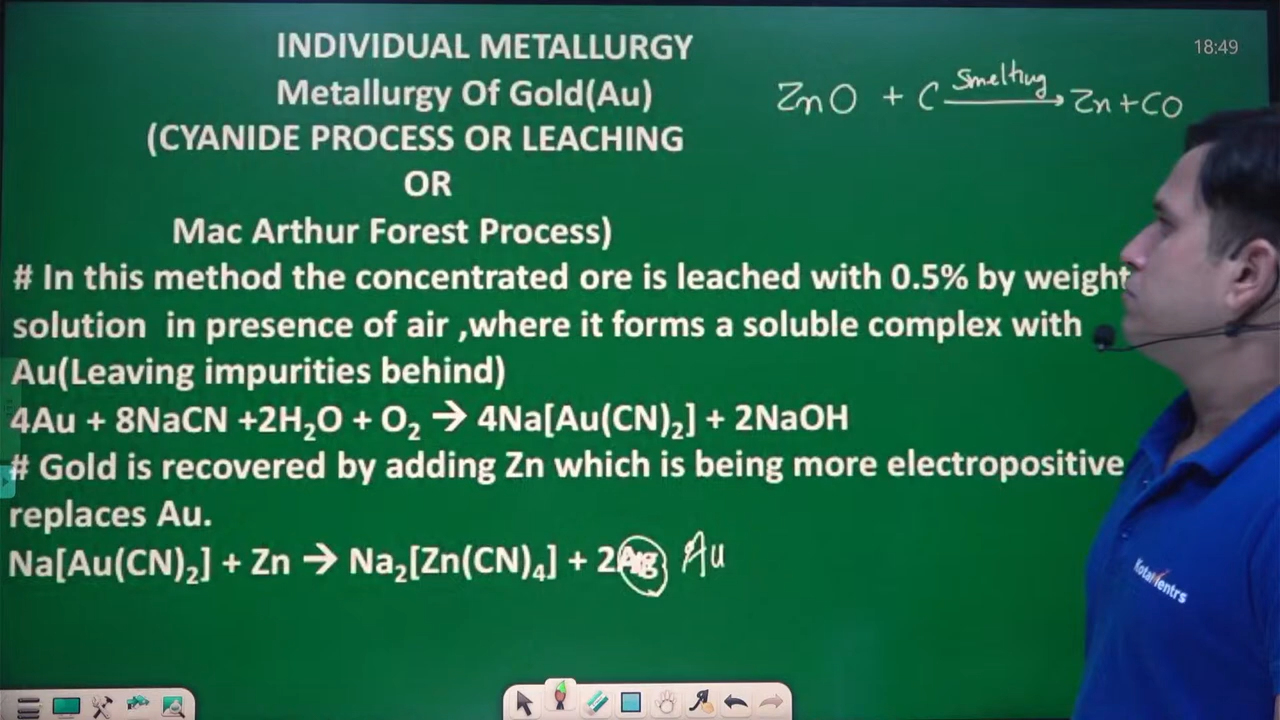 INDIVIDUAL METALLURGY
18:49
Metallurgy Of Gold(Au)
ZnO + C Smelting → Zn + CO
(CYANIDE PROCESS OR LEACHING
OR
Mac Arthur Forest Process)
# In this method the concentrated ore is leached with 0.5% by weight
solution in presence of air ,where it forms a soluble complex with
Au(Leaving impurities behind)
4Au + 8NaCN +2H₂O + O₂ → 4Na[Au(CN)₂] + 2NaOH
# Gold is recovered by adding Zn which is being more electropositive
replaces Au.
Na[Au(CN)₂] + Zn → Na₂[Zn(CN)₄] + 2Ag Au